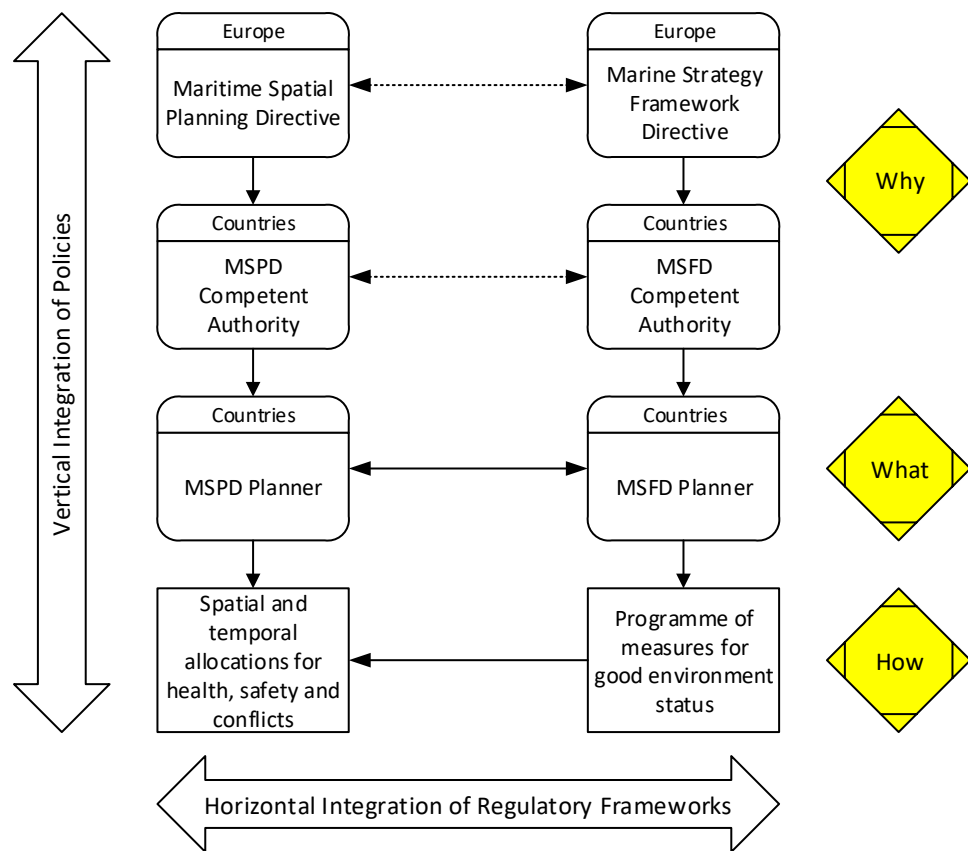 Europe
Maritime Spatial
Planning Directive
Europe
Marine Strategy
Framework
Directive
Why
Countries
MSPD
Competent
Authority
Countries
MSFD
Competent
Authority
Vertical Integration of Policies
Countries
MSPD Planner
Countries
MSFD Planner
What
Spatial and
temporal
allocations for
health, safety and
conflicts
Programme of
measures for
good environment
status
How
Horizontal Integration of Regulatory Frameworks